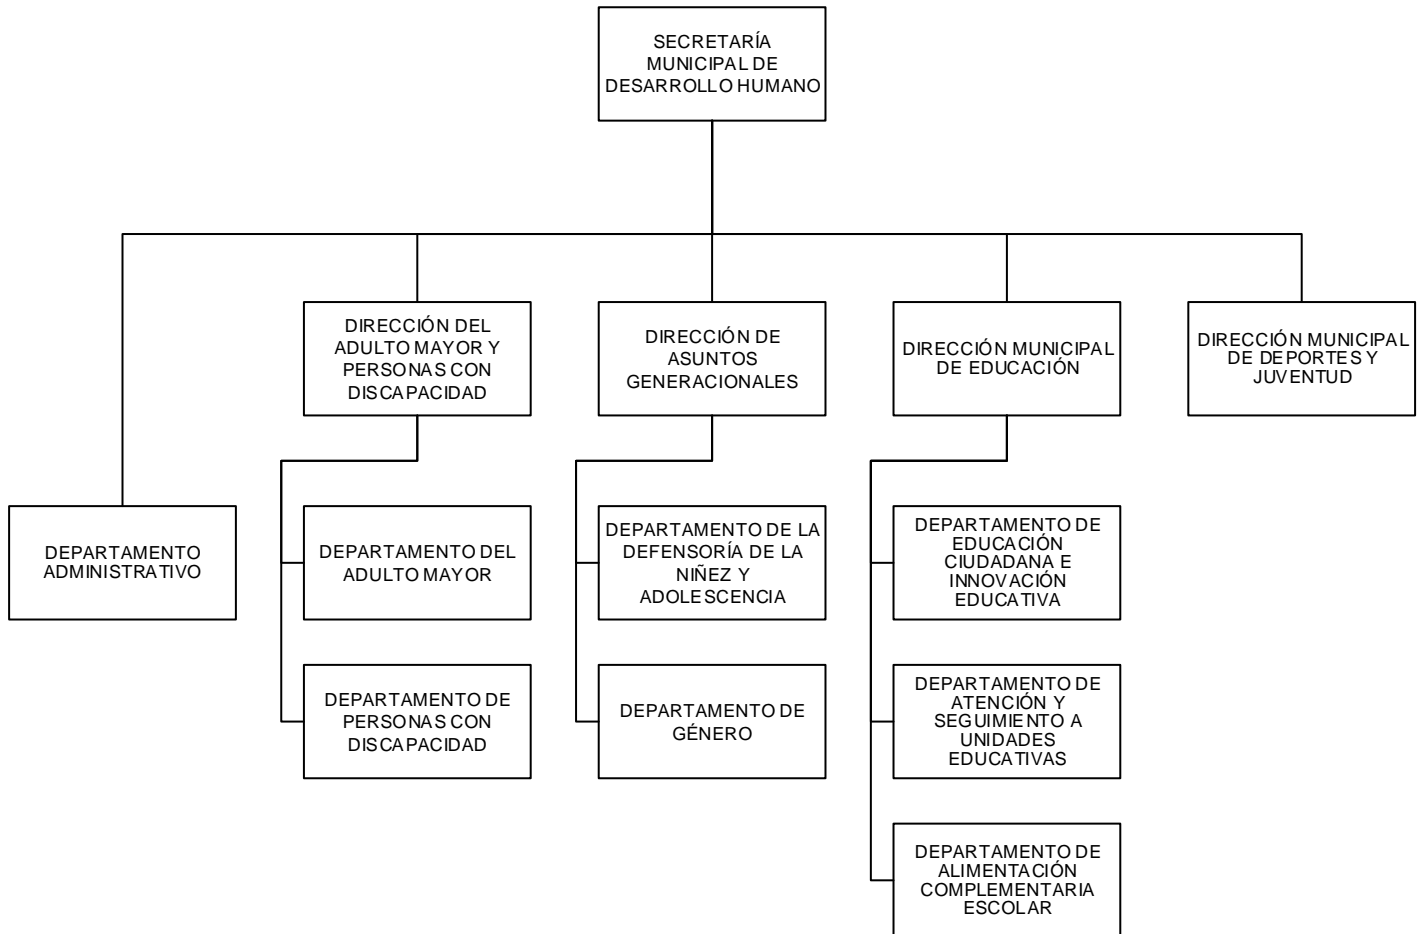 SECRETARÍA
MUNICIPAL DE
DESARROLLO HUMANO
DIRECCIÓN DEL
ADULTO MAYOR Y
PERSONAS CON
DISCAPACIDAD
DIRECCIÓN DE
ASUNTOS
GENERACIONALES
DIRECCIÓN MUNICIPAL
DE EDUCACIÓN
DIRECCIÓN MUNICIPAL
DE DEPORTES Y
JUVENTUD
DEPARTAMENTO
ADMINISTRATIVO
DEPARTAMENTO DEL
ADULTO MAYOR
DEPARTAMENTO DE LA
DEFENSORÍA DE LA
NIÑEZ Y
ADOLESCENCIA
DEPARTAMENTO DE
EDUCACIÓN
CIUDADANA E
INNOVACIÓN
EDUCATIVA
DEPARTAMENTO DE
PERSONAS CON
DISCAPACIDAD
DEPARTAMENTO DE
GÉNERO
DEPARTAMENTO DE
ATENCIÓN Y
SEGUIMIENTO A
UNIDADES
EDUCATIVAS
DEPARTAMENTO DE
ALIMENTACIÓN
COMPLEMENTARIA
ESCOLAR